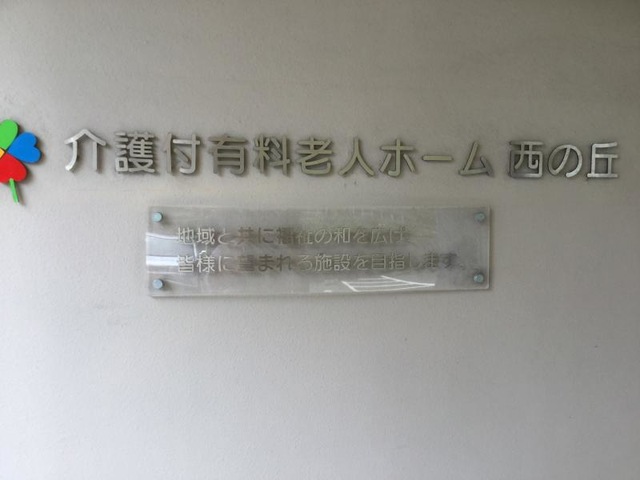 介護付有料老人ホーム 西の丘
地域と共に福祉の和を広げ
皆様に望まれる施設を目指します